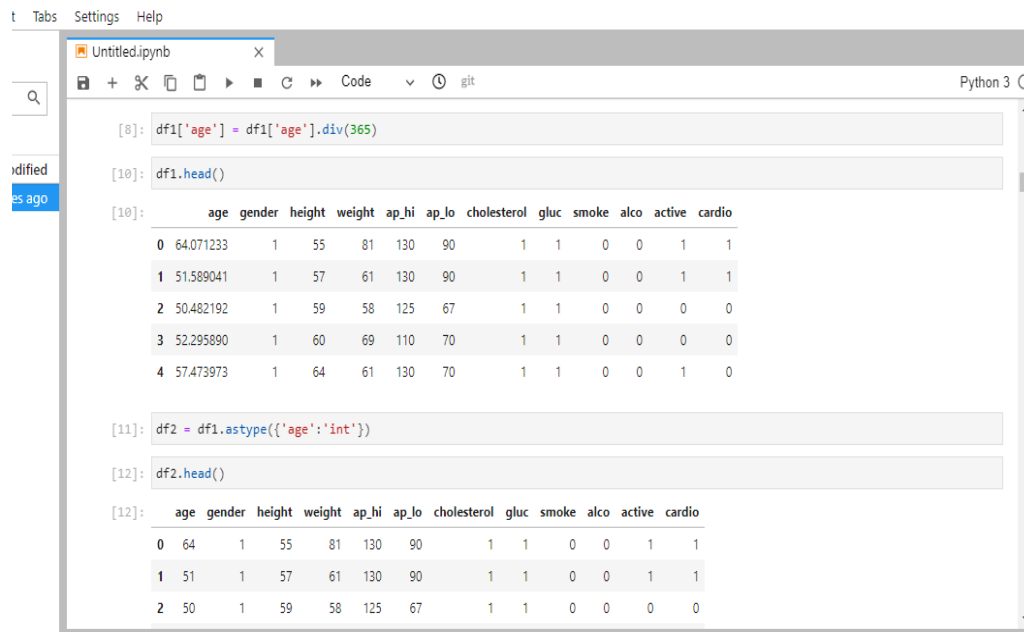 t Tabs Settings Help
Untitled.ipynb
Code git Python 3
odified
es ago
[8]: df1['age'] = df1['age'].div(365)
[10]: df1.head()
[10]: age gender height weight ap_hi ap_lo cholesterol gluc smoke alco active cardio
0 64.071233 1 55 81 130 90 1 1 0 0 1 1
1 51.589041 1 57 61 130 90 1 1 0 0 1 1
2 50.482192 1 59 58 125 67 1 1 0 0 0 0
3 52.295890 1 60 69 110 70 1 1 0 0 0 0
4 57.473973 1 64 61 130 70 1 1 0 0 1 0
[11]: df2 = df1.astype({'age':'int'})
[12]: df2.head()
[12]: age gender height weight ap_hi ap_lo cholesterol gluc smoke alco active cardio
0 64 1 55 81 130 90 1 1 0 0 1 1
1 51 1 57 61 130 90 1 1 0 0 1 1
2 50 1 59 58 125 67 1 1 0 0 0 0